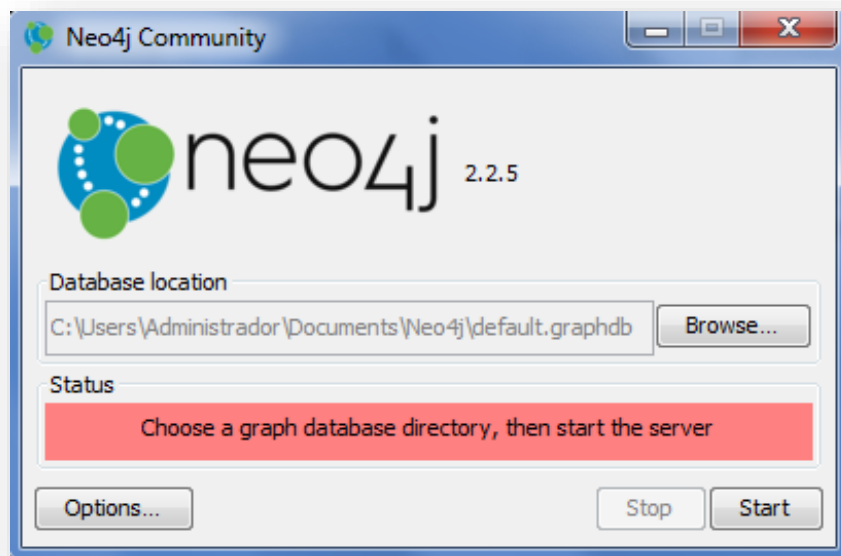 Neo4j Community
neo4j 2.2.5
Database location
C:\Users\Administrador\Documents\Neo4j\default.graphdb Browse...
Status
Choose a graph database directory, then start the server
Options... Stop Start